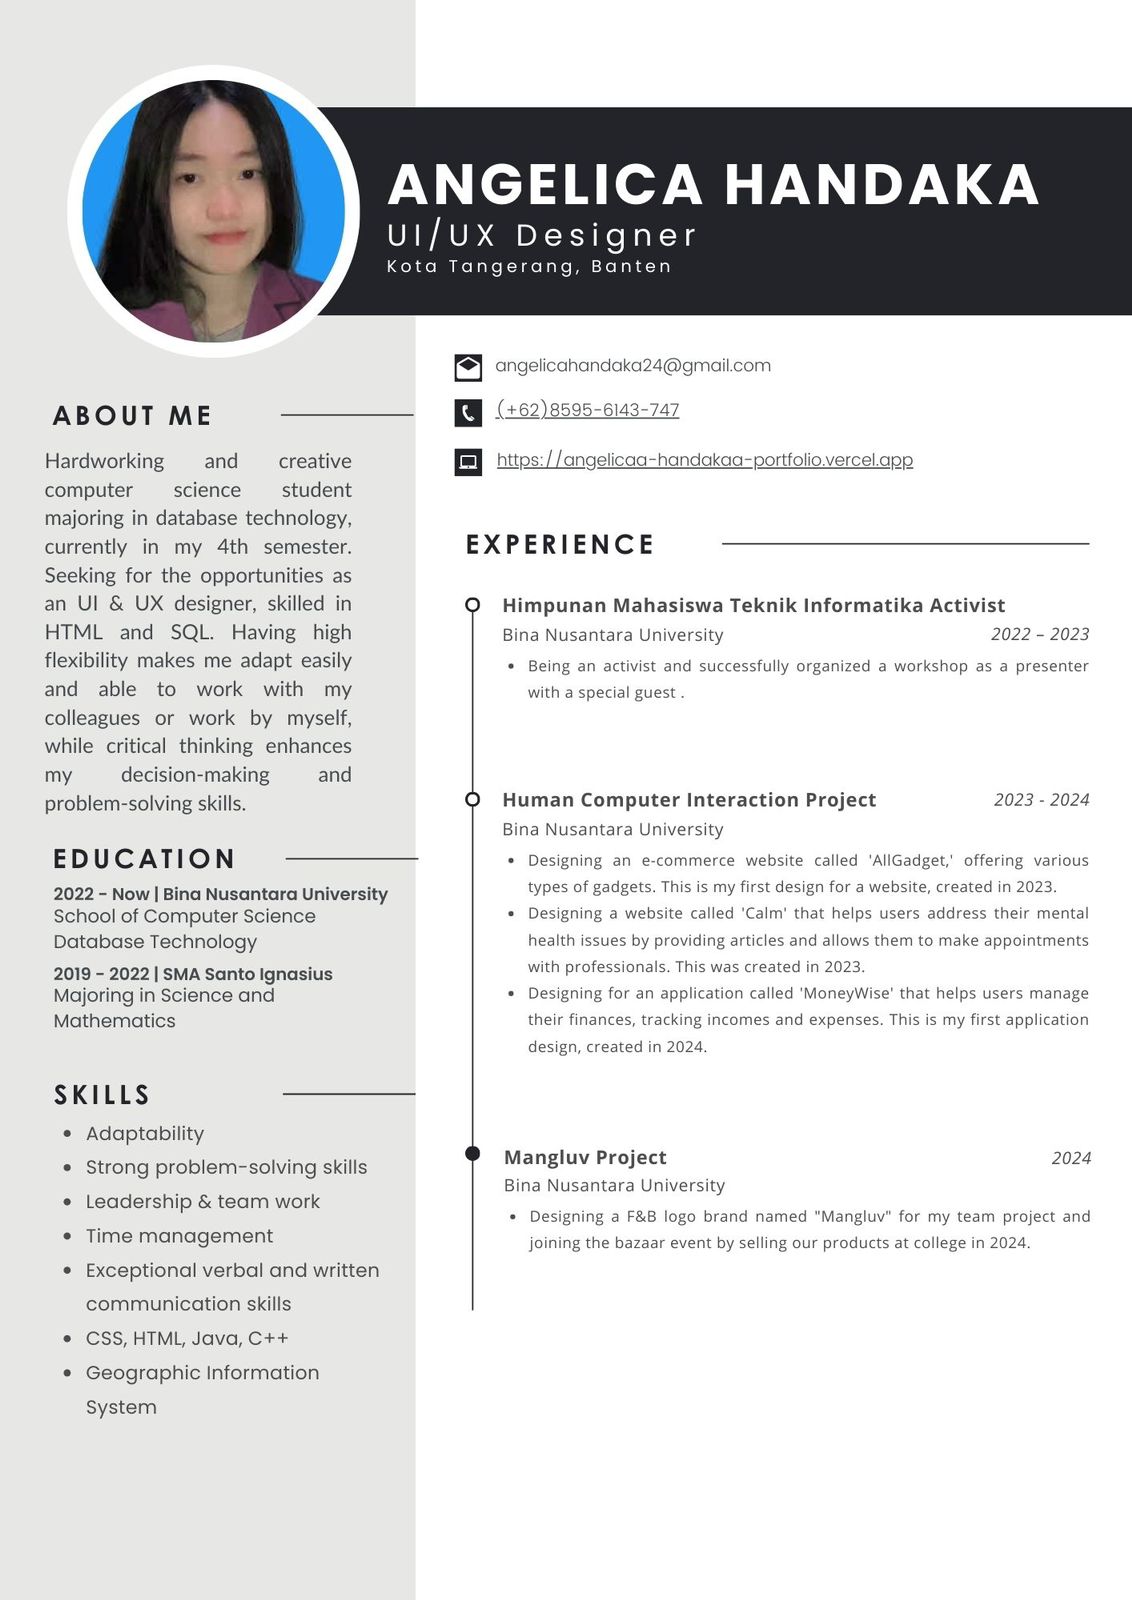 ANGELICA HANDAKA
UI/UX Designer
Kota Tangerang, Banten
angelicahandaka24@gmail.com
(+62)8595-6143-747
https://angelicaa-handakaa-portfolio.vercel.app
ABOUT ME
Hardworking and creative
computer science student
majoring in database technology,
currently in my 4th semester.
Seeking for the opportunities as
an UI & UX designer, skilled in
HTML and SQL. Having high
flexibility makes me adapt easily
and able to work with my
colleagues or work by myself,
while critical thinking enhances
my decision-making and
problem-solving skills.
EDUCATION
2022 - Now | Bina Nusantara University
School of Computer Science
Database Technology
2019 - 2022 | SMA Santo Ignasius
Majoring in Science and
Mathematics
SKILLS
• Adaptability
• Strong problem-solving skills
• Leadership & team work
• Time management
• Exceptional verbal and written
communication skills
• CSS, HTML, Java, C++
• Geographic Information
System
EXPERIENCE
Himpunan Mahasiswa Teknik Informatika Activist
Bina Nusantara University 2022 – 2023
• Being an activist and successfully organized a workshop as a presenter
with a special guest .
Human Computer Interaction Project 2023 - 2024
Bina Nusantara University
• Designing an e-commerce website called 'AllGadget,' offering various
types of gadgets. This is my first design for a website, created in 2023.
• Designing a website called 'Calm' that helps users address their mental
health issues by providing articles and allows them to make appointments
with professionals. This was created in 2023.
• Designing for an application called 'MoneyWise' that helps users manage
their finances, tracking incomes and expenses. This is my first application
design, created in 2024.
Mangluv Project 2024
Bina Nusantara University
• Designing a F&B logo brand named "Mangluv" for my team project and
joining the bazaar event by selling our products at college in 2024.